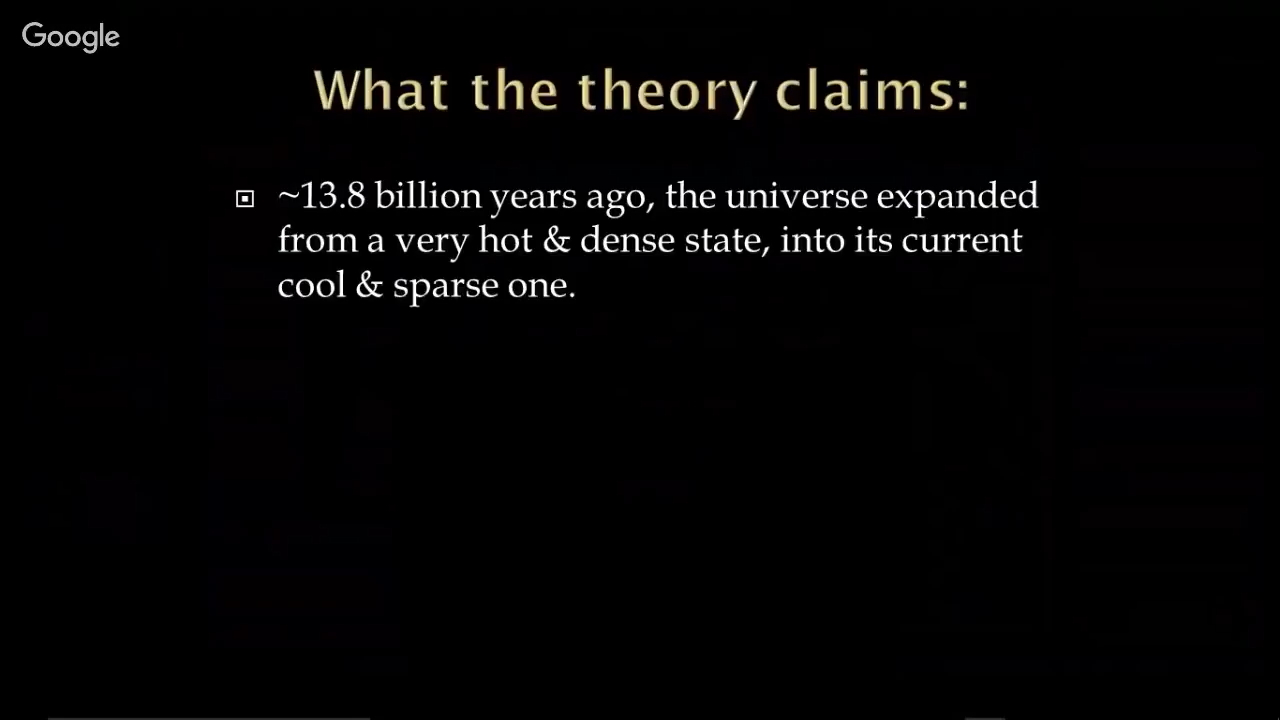 Google
What the theory claims:
~13.8 billion years ago, the universe expanded
from a very hot & dense state, into its current
cool & sparse one.